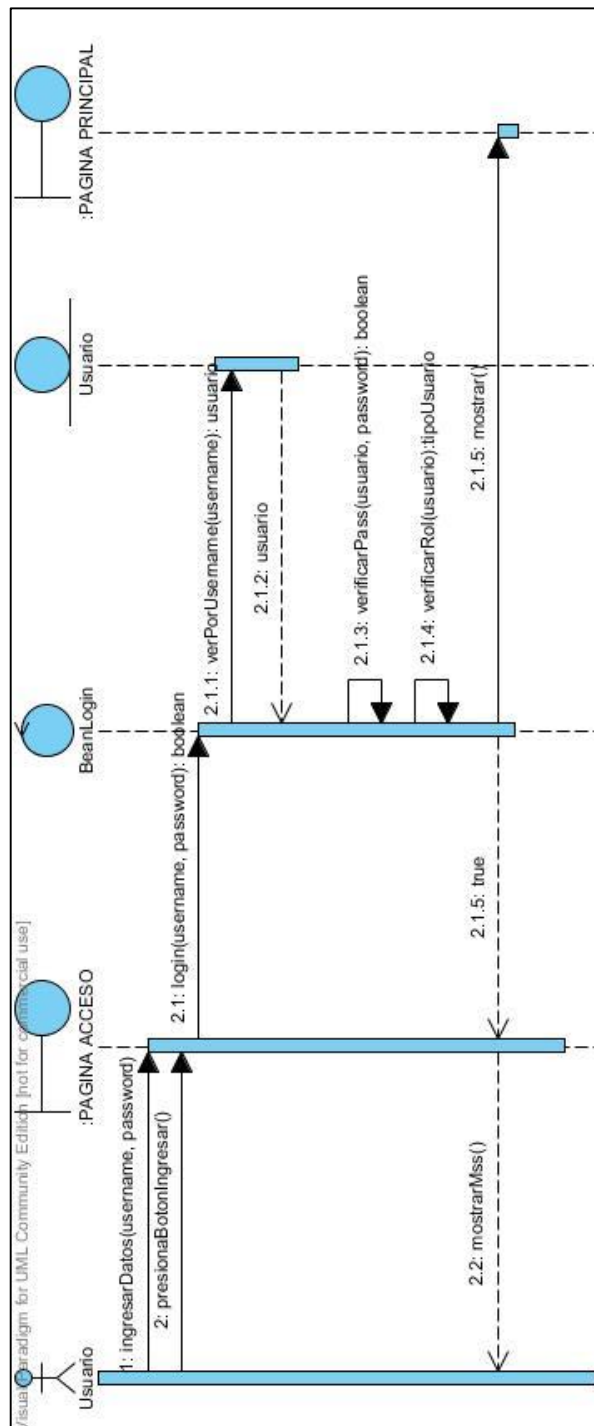 Visual Paradigm for UML Community Edition [not for commercial use]
Usuario
:PAGINA ACCESO
BeanLogin
Usuario
:PAGINA PRINCIPAL
1: ingresarDatos(username, password)
2: presionaBotonIngresar()
2.1: login(username, password): boolean
2.1.1: verPorUsername(username): usuario
2.1.2: usuario
2.1.3: verificarPass(usuario, password): boolean
2.1.4: verificarRol(usuario):tipoUsuario
2.1.5: mostrar()
2.1.5: true
2.2: mostrarMss()